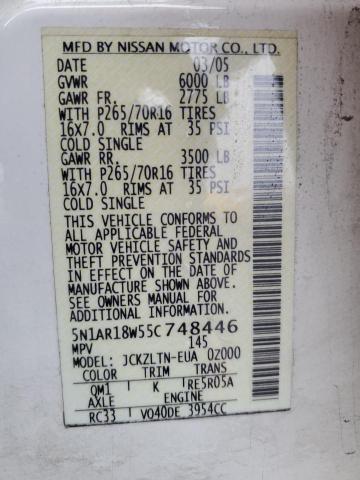 MFD BY NISSAN MOTOR CO., LTD.
DATE 03/05
GVWR 6000 LB
GAWR FR. 2775 LB
WITH P265/70R16 TIRES
16X7.0 RIMS AT 35 PSI
COLD SINGLE
GAWR RR. 3500 LB
WITH P265/70R16 TIRES
16X7.0 RIMS AT 35 PSI
COLD SINGLE
THIS VEHICLE CONFORMS TO
ALL APPLICABLE FEDERAL
MOTOR VEHICLE SAFETY AND
THEFT PREVENTION STANDARDS
IN EFFECT ON THE DATE OF
MANUFACTURE SHOWN ABOVE.
SEE OWNERS MANUAL FOR
ADDITIONAL INFORMATION.
5N1AR18W55C748446
MPV 145
MODEL: JCKZLTN-EUA 0Z000
COLOR TRIM TRANS
QM1 K RE5R05A
AXLE ENGINE
RC33 VQ40DE 3954CC